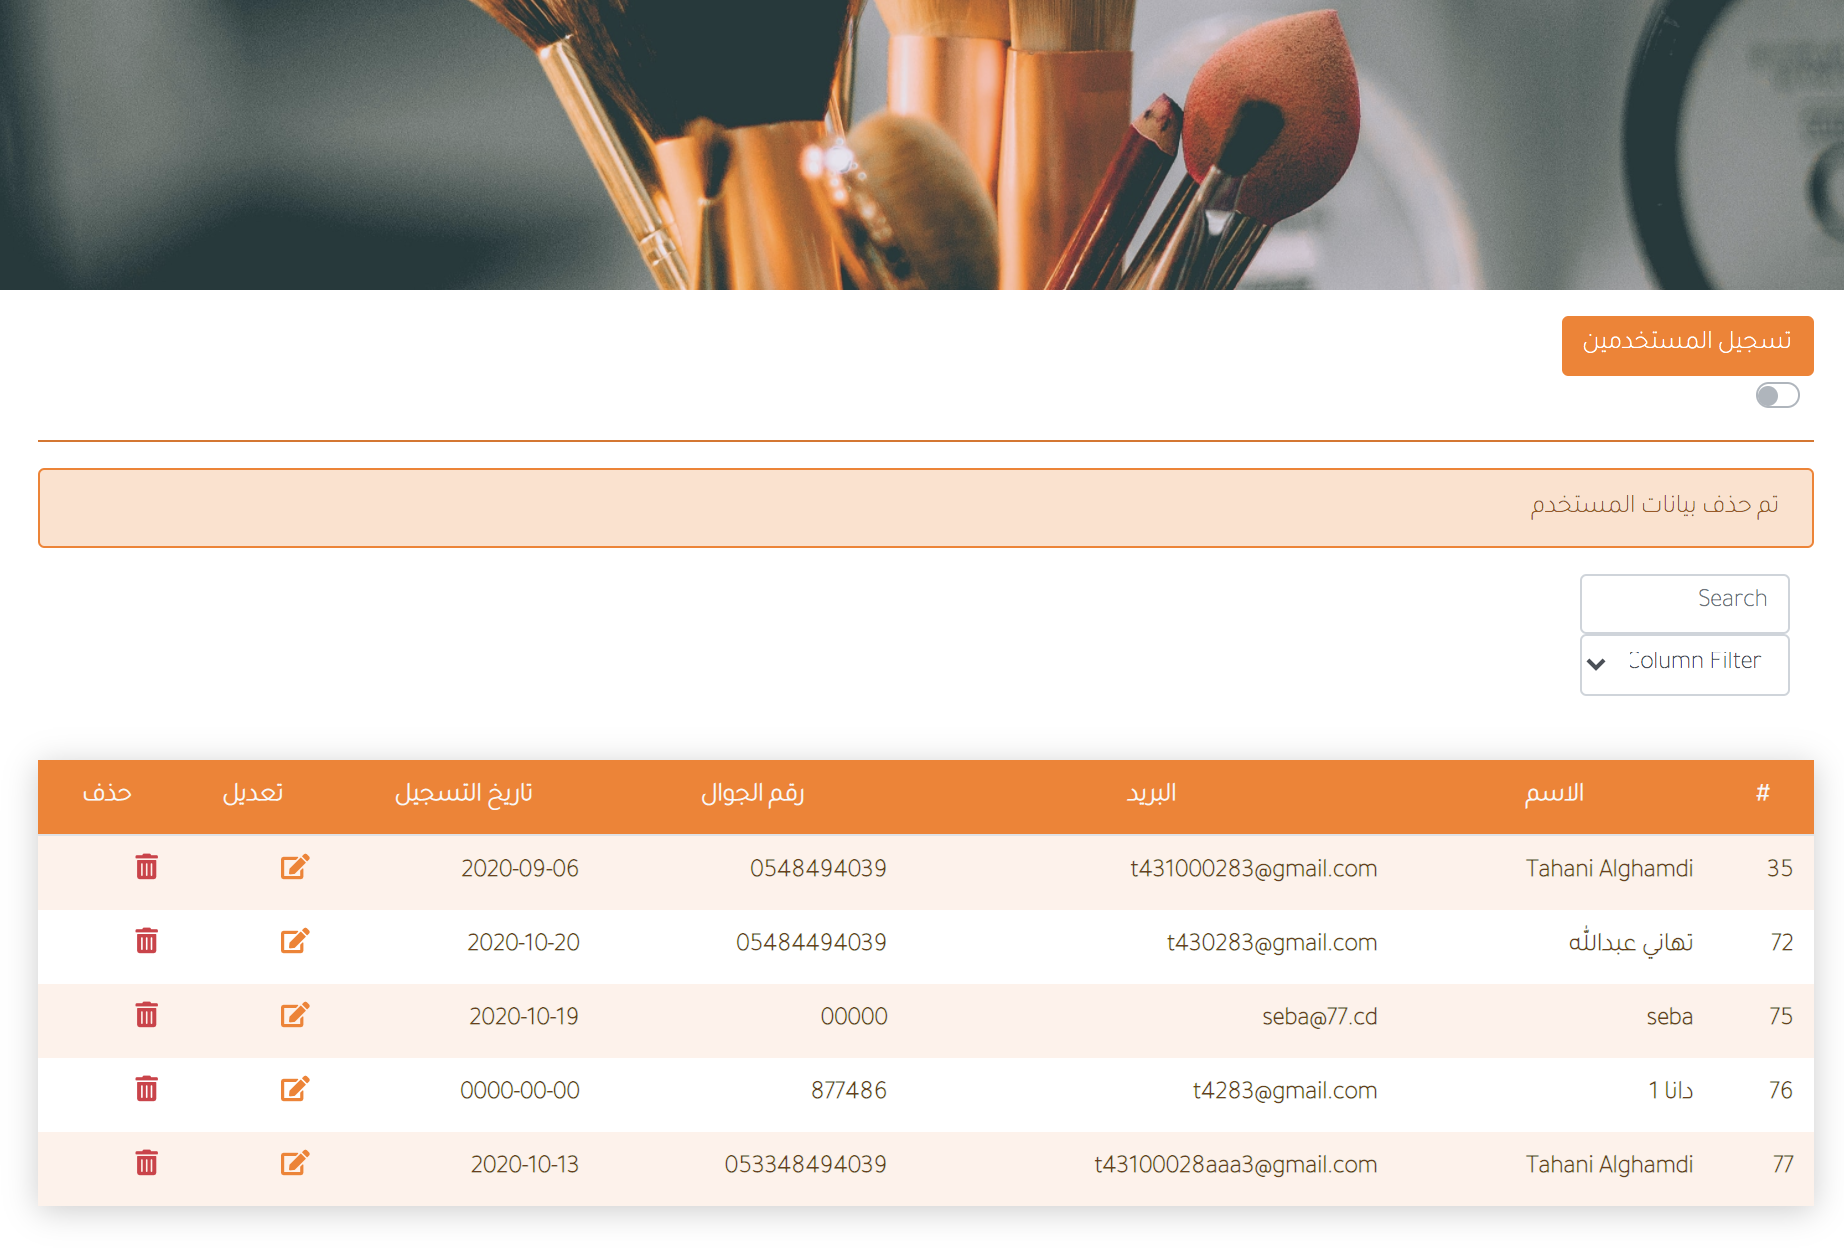 تسجيل المستخدمين
تم حذف بيانات المستخدم
Search
Column Filter
# الاسم البريد رقم الجوال تاريخ التسجيل تعديل حذف
35 Tahani Alghamdi t431000283@gmail.com 0548494039 2020-09-06
72 تهاني عبدالله t430283@gmail.com 05484494039 2020-10-20
75 seba seba@77.cd 00000 2020-10-19
76 دانا 1 t4283@gmail.com 877486 0000-00-00
77 Tahani Alghamdi t43100028aaa3@gmail.com 053348494039 2020-10-13